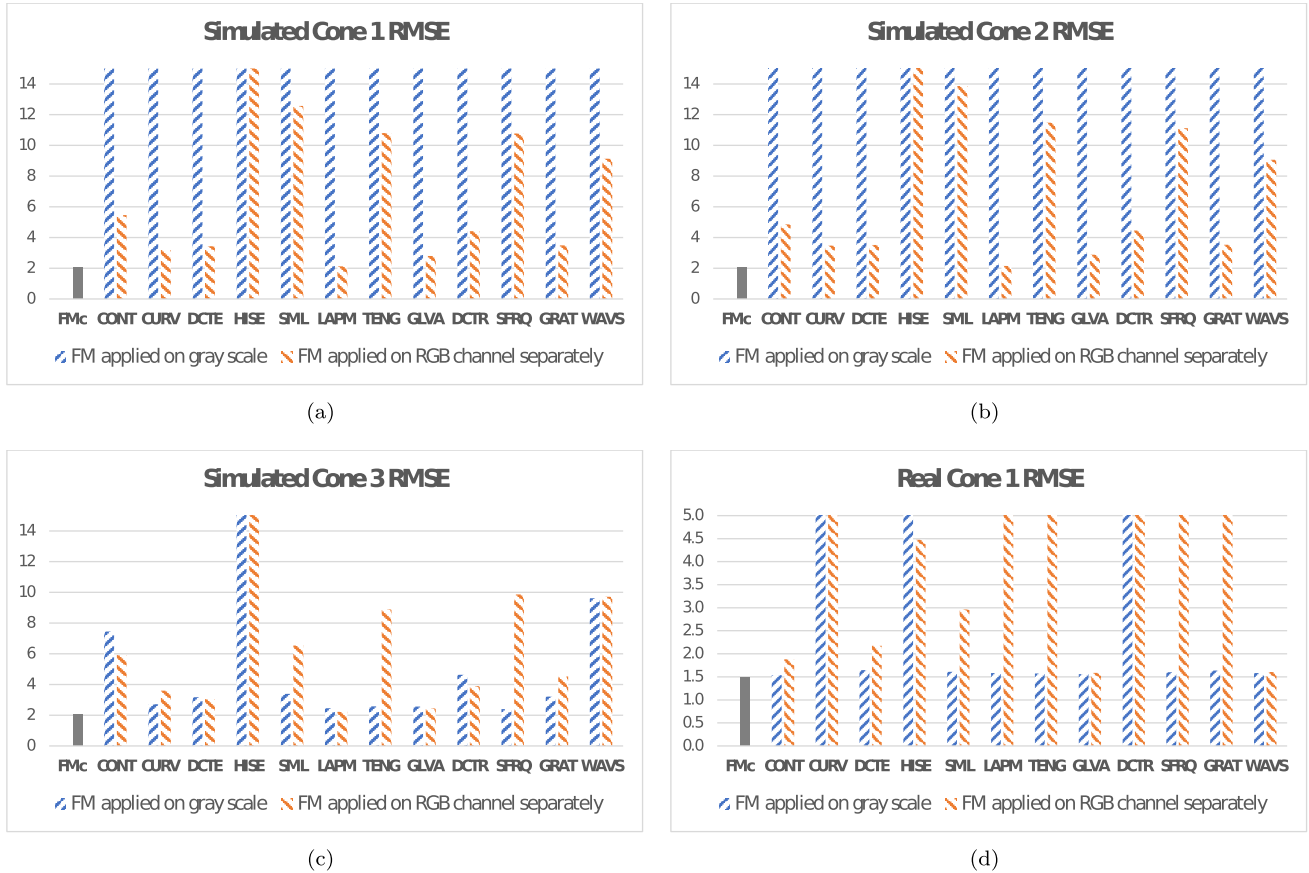 Simulated Cone 1 RMSE
14
12
10
8
6
4
2
0
FMc CONT CURV DCTE HISE SML LAPM TENG GLVA DCTR SFRQ GRAT WAVS
FM applied on gray scale FM applied on RGB channel separately
(a)
Simulated Cone 2 RMSE
14
12
10
8
6
4
2
0
FMc CONT CURV DCTE HISE SML LAPM TENG GLVA DCTR SFRQ GRAT WAVS
FM applied on gray scale FM applied on RGB channel separately
(b)
Simulated Cone 3 RMSE
14
12
10
8
6
4
2
0
FMc CONT CURV DCTE HISE SML LAPM TENG GLVA DCTR SFRQ GRAT WAVS
FM applied on gray scale FM applied on RGB channel separately
(c)
Real Cone 1 RMSE
5.0
4.5
4.0
3.5
3.0
2.5
2.0
1.5
1.0
0.5
0.0
FMc CONT CURV DCTE HISE SML LAPM TENG GLVA DCTR SFRQ GRAT WAVS
FM applied on gray scale FM applied on RGB channel separately
(d)